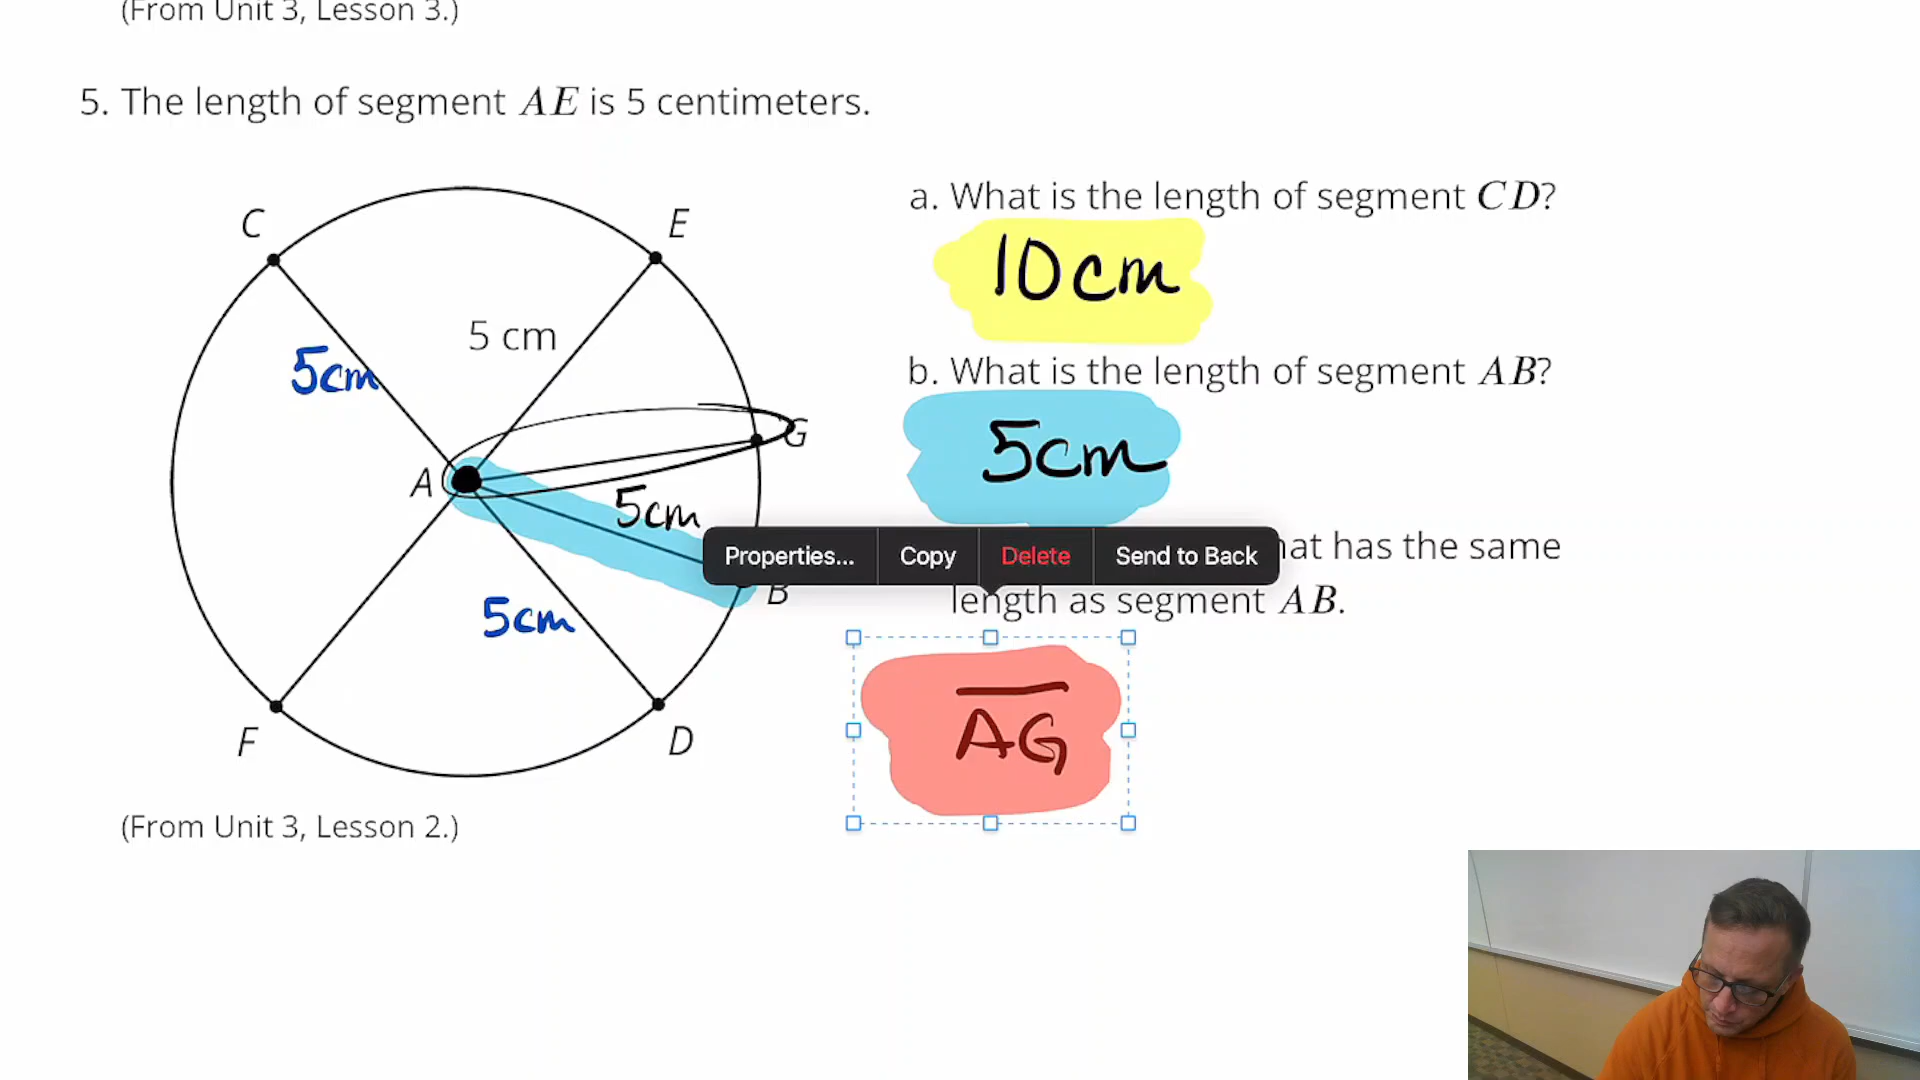 (From Unit 3, Lesson 3.)
5. The length of segment AE is 5 centimeters.
C
E
5 cm
5cm
A
G
5cm
B
5cm
F
D
a. What is the length of segment CD?
10cm
b. What is the length of segment AB?
5cm
Properties... Copy Delete Send to Back
has the same
length as segment AB.
AG
(From Unit 3, Lesson 2.)